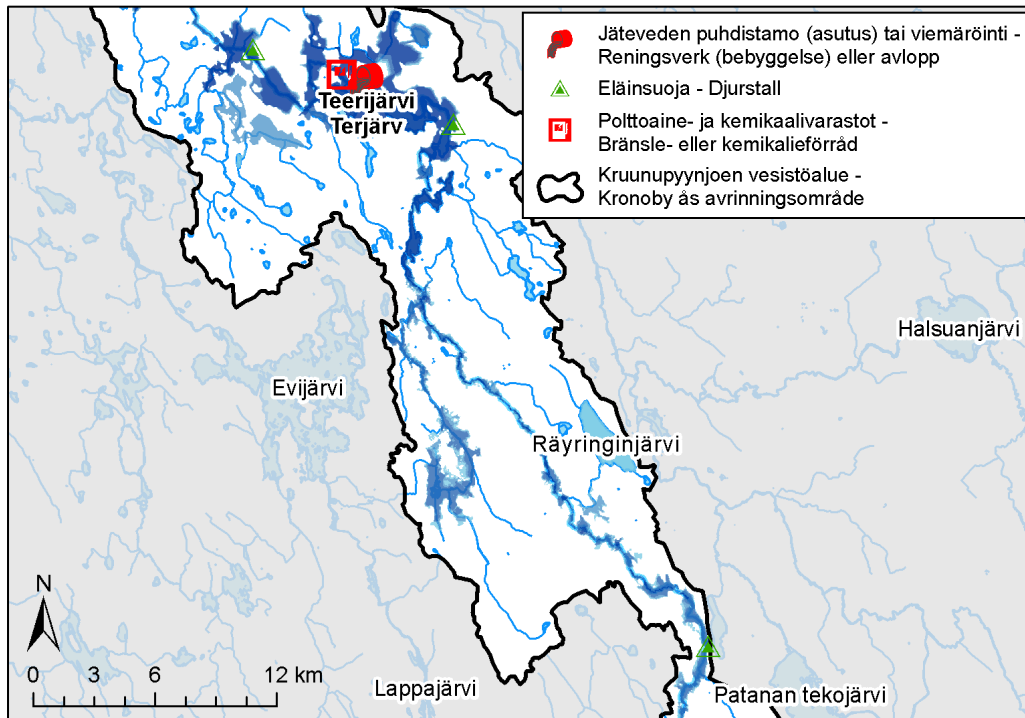 Jäteveden puhdistamo (asutus) tai viemäröinti -
Reningsverk (bebyggelse) eller avlopp
Eläinsuoja - Djurstall
Polttoaine- ja kemikaalivarastot -
Bränsle- eller kemikalieförråd
Kruunupyynjoen vesistöalue -
Kronoby ås avrinningsområde
Teerijärvi
Terjärv
Halsuanjärvi
Evijärvi
Räyringinjärvi
N
0 3 6 12 km
Lappajärvi
Patanan tekojärvi